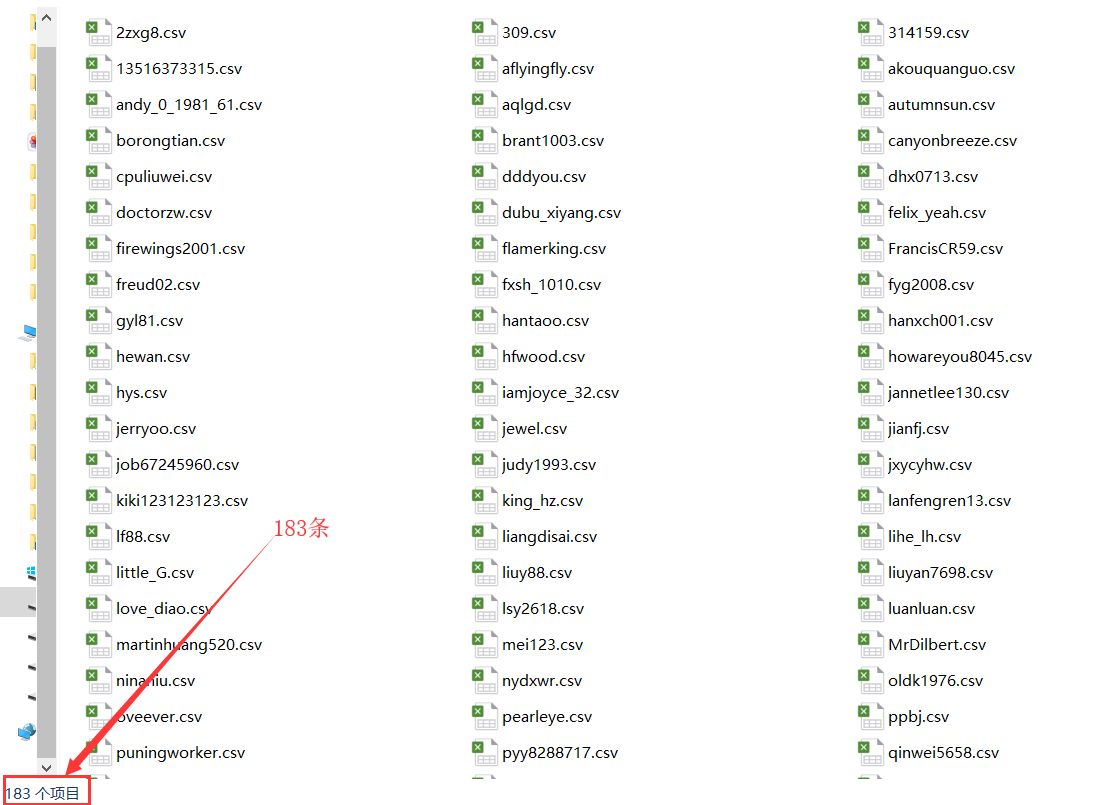 2zxg8.csv 309.csv 314159.csv
13516373315.csv aflyingfly.csv akouquanguo.csv
andy_0_1981_61.csv aqlgd.csv autumnsun.csv
borongtian.csv brant1003.csv canyonbreeze.csv
cpuliuwei.csv dddyou.csv dhx0713.csv
doctorzw.csv dubu_xiyang.csv felix_yeah.csv
firewings2001.csv flamerking.csv FrancisCR59.csv
freud02.csv fxsh_1010.csv fyg2008.csv
gyl81.csv hantaoo.csv hanxch001.csv
hewan.csv hfwood.csv howareyou8045.csv
hys.csv iamjoyce_32.csv jannetlee130.csv
jerryoo.csv jewel.csv jianfj.csv
job67245960.csv judy1993.csv jxycyhw.csv
kiki123123123.csv king_hz.csv lanfengren13.csv
183条
lf88.csv liangdisai.csv lihe_lh.csv
little_G.csv liuy88.csv liuyan7698.csv
love_diao.csv lsy2618.csv luanluan.csv
martinhuang520.csv mei123.csv MrDilbert.csv
ninaniu.csv nydxwr.csv oldk1976.csv
oveever.csv pearleye.csv ppbj.csv
puningworker.csv pyy8288717.csv qinwei5658.csv
183 个项目